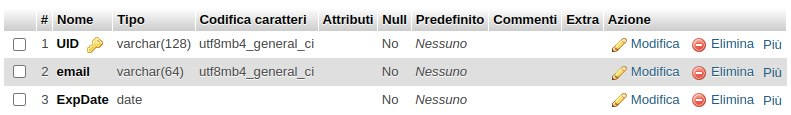 # Nome Tipo Codifica caratteri Attributi Null Predefinito Commenti Extra Azione
1 UID varchar(128) utf8mb4_general_ci No Nessuno Modifica Elimina Più
2 email varchar(64) utf8mb4_general_ci No Nessuno Modifica Elimina Più
3 ExpDate date No Nessuno Modifica Elimina Più